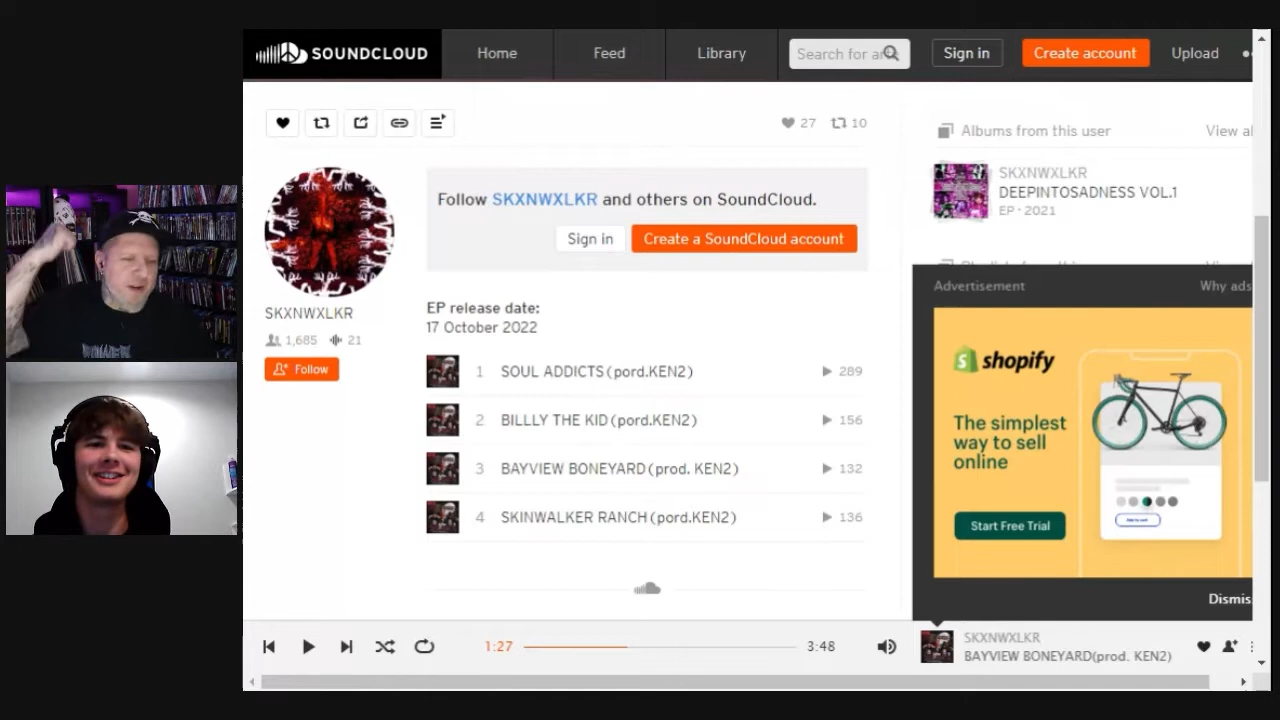 SOUNDCLOUD Home Feed Library Search for ar Sign in Create account Upload
27 10
Follow SKXNWXLKR and others on SoundCloud.
Sign in Create a SoundCloud account
SKXNWXLKR
1,685 21
Follow
EP release date:
17 October 2022
1 SOUL ADDICTS(pord.KEN2) 289
2 BILLLY THE KID(pord.KEN2) 156
3 BAYVIEW BONEYARD(prod. KEN2) 132
4 SKINWALKER RANCH(pord.KEN2) 136
Albums from this user View al
SKXNWXLKR
DEEPINTOSADNESS VOL.1
EP · 2021
Advertisement Why ads
shopify
The simplest
way to sell
online
Start Free Trial
Dismis
1:27 3:48
SKXNWXLKR
BAYVIEW BONEYARD(prod. KEN2)